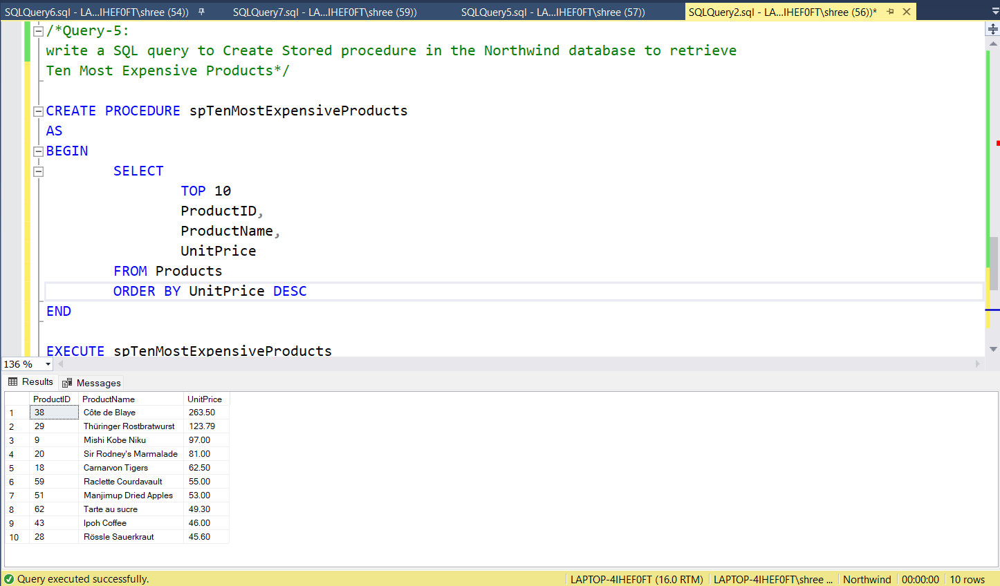 SQLQuery6.sql - LA...IHEF0FT\shree (54)) SQLQuery7.sql - LA...IHEF0FT\shree (59)) SQLQuery5.sql - LA...IHEF0FT\shree (57)) SQLQuery2.sql - LA...IHEF0FT\shree (56))*
/*Query-5:
write a SQL query to Create Stored procedure in the Northwind database to retrieve
Ten Most Expensive Products*/
CREATE PROCEDURE spTenMostExpensiveProducts
AS
BEGIN
SELECT
TOP 10
ProductID,
ProductName,
UnitPrice
FROM Products
ORDER BY UnitPrice DESC
END
EXECUTE spTenMostExpensiveProducts
136 %
Results Messages
ProductID ProductName UnitPrice
1 38 Côte de Blaye 263.50
2 29 Thüringer Rostbratwurst 123.79
3 9 Mishi Kobe Niku 97.00
4 20 Sir Rodney's Marmalade 81.00
5 18 Carnarvon Tigers 62.50
6 59 Raclette Courdavault 55.00
7 51 Manjimup Dried Apples 53.00
8 62 Tarte au sucre 49.30
9 43 Ipoh Coffee 46.00
10 28 Rössle Sauerkraut 45.60
Query executed successfully. LAPTOP-4IHEF0FT (16.0 RTM) LAPTOP-4IHEF0FT\shree ... Northwind 00:00:00 10 rows